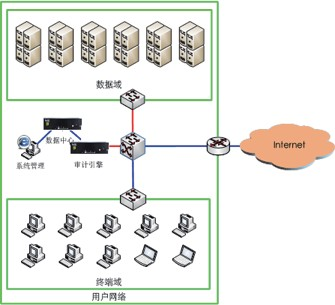 数据域
数据中心
系统管理
审计引擎
Internet
终端域
用户网络